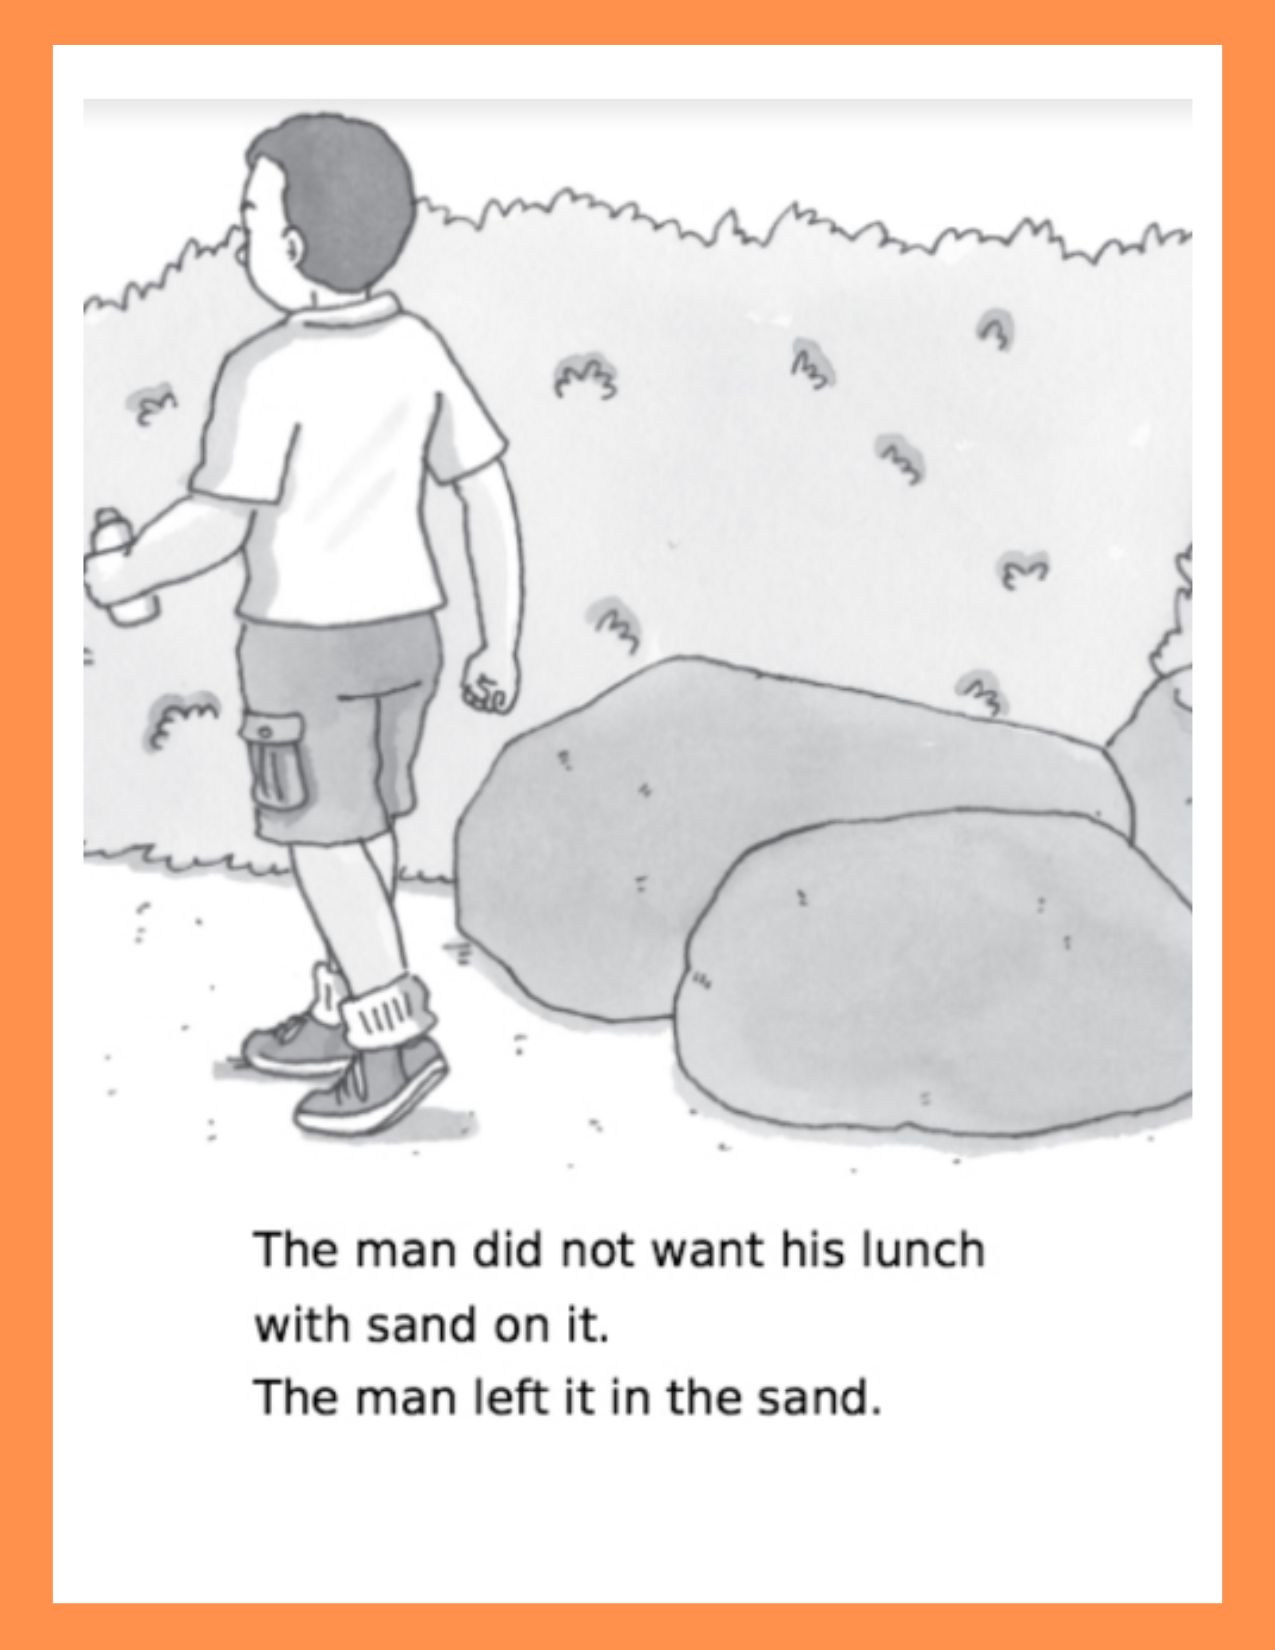 The man did not want his lunch
with sand on it.
The man left it in the sand.